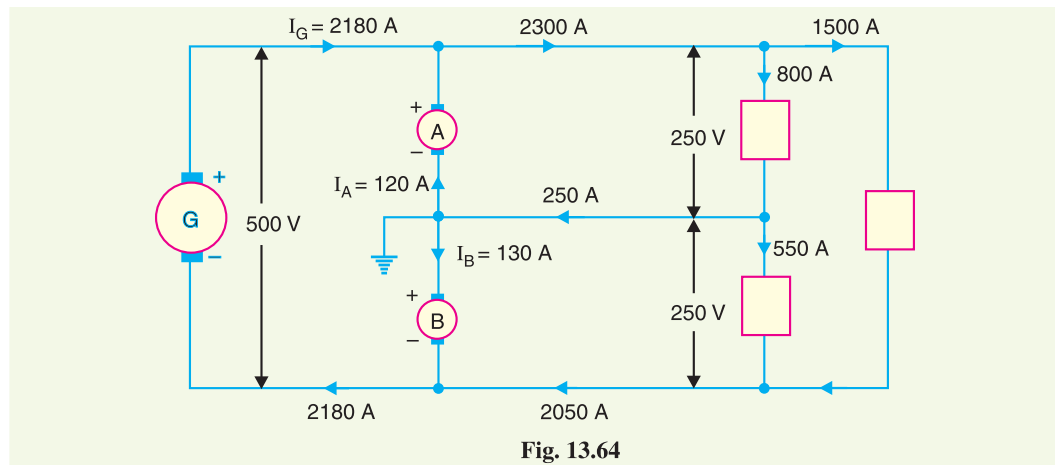 I_G = 2180 A
2300 A
1500 A
800 A
+
A
–
250 V
I_A = 120 A
250 A
+
G
–
500 V
I_B = 130 A
550 A
+
B
–
250 V
2180 A
2050 A
Fig. 13.64